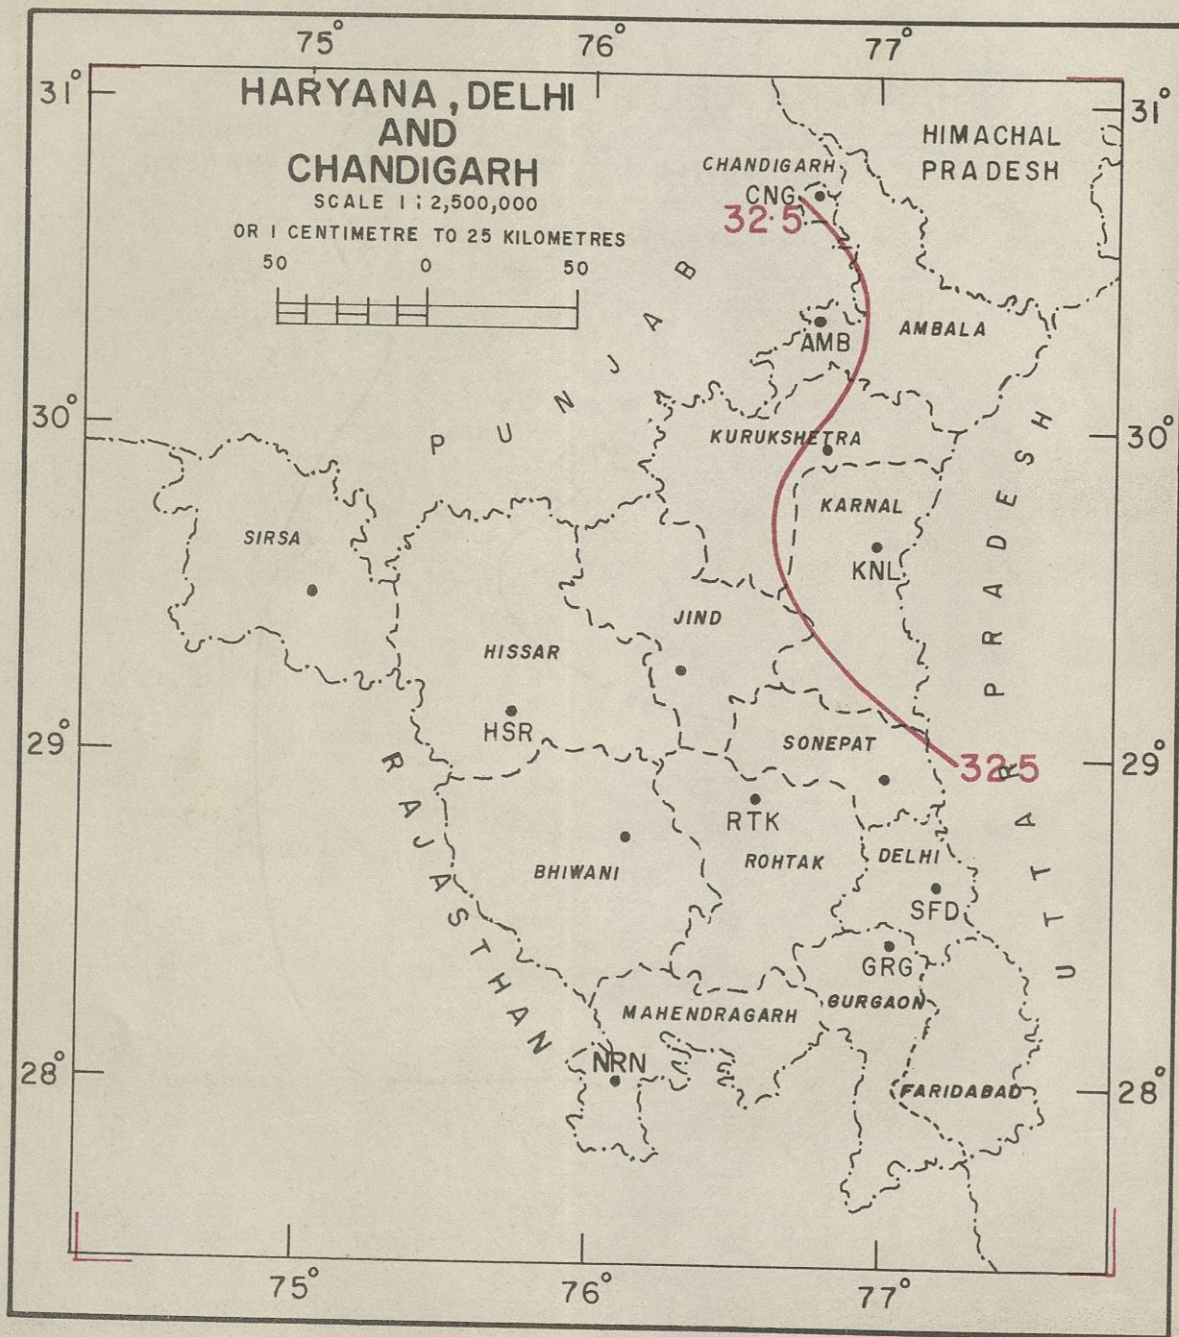 75° 76° 77°
31° 31°
HARYANA, DELHI
AND
CHANDIGARH
SCALE 1 : 2,500,000
OR 1 CENTIMETRE TO 25 KILOMETRES
50 0 50
HIMACHAL
PRADESH
CHANDIGARH
CNG
32·5
PUNJAB
AMB
AMBALA
30° 30°
KURUKSHETRA
KARNAL
KNL
SIRSA
JIND
HISSAR
HSR
29° 29°
SONEPAT
32·5
UTTAR PRADESH
RAJASTHAN
RTK
ROHTAK
DELHI
BHIWANI
SFD
GRG
GURGAON
MAHENDRAGARH
NRN
28° 28°
FARIDABAD
75° 76° 77°